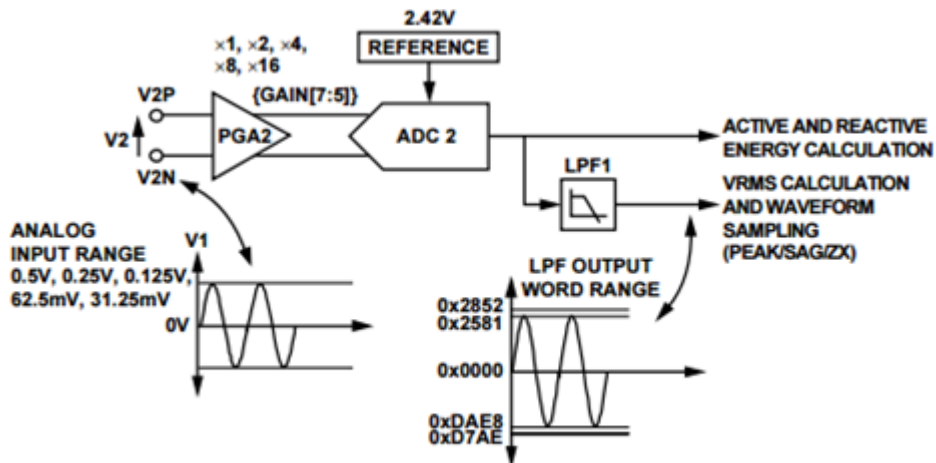 2.42V
REFERENCE
×1, ×2, ×4,
×8, ×16
{GAIN[7:5]}
V2P
V2
V2N
PGA2
ADC 2
ACTIVE AND REACTIVE
ENERGY CALCULATION
LPF1
VRMS CALCULATION
AND WAVEFORM
SAMPLING
(PEAK/SAG/ZX)
ANALOG
INPUT RANGE
0.5V, 0.25V, 0.125V,
62.5mV, 31.25mV
V1
0V
LPF OUTPUT
WORD RANGE
0x2852
0x2581
0x0000
0xDAE8
0xD7AE